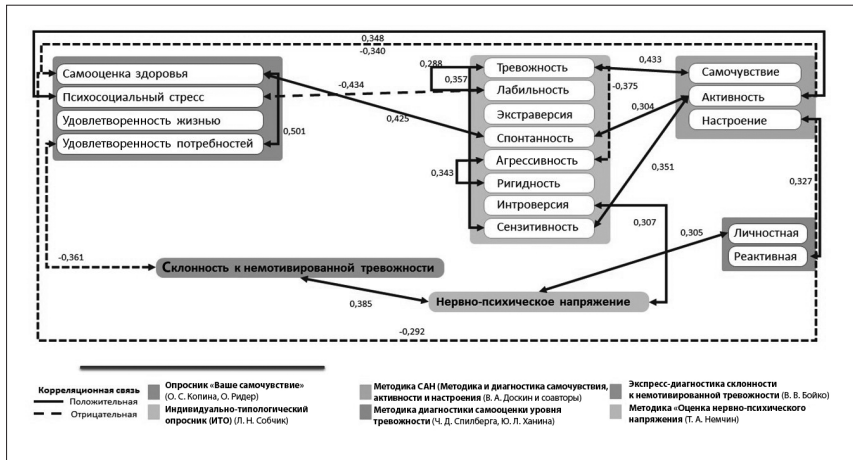 0,348
-0,340
Самооценка здоровья
Психосоциальный стресс
Удовлетворенность жизнью
Удовлетворенность потребностей
0,501
-0,434
0,425
0,288
0,357
0,343
Тревожность
Лабильность
Экстраверсия
Спонтанность
Агрессивность
Ригидность
Интроверсия
Сензитивность
0,433
-0,375
0,304
0,351
0,307
Самочувствие
Активность
Настроение
0,327
0,305
Личностная
Реактивная
-0,361
Склонность к немотивированной тревожности
0,385
Нервно-психическое напряжение
-0,292
Корреляционная связь
Положительная
Отрицательная
Опросник «Ваше самочувствие»
(О. С. Копина, О. Ридер)
Индивидуально-типологический
опросник (ИТО) (Л. Н. Собчик)
Методика САН (Методика и диагностика самочувствия,
активности и настроения (В. А. Доскин и соавторы)
Методика диагностики самооценки уровня
тревожности (Ч. Д. Спилберга, Ю. Л. Ханина)
Экспресс-диагностика склонности
к немотивированной тревожности (В. В. Бойко)
Методика «Оценка нервно-психического
напряжения (Т. А. Немчин)